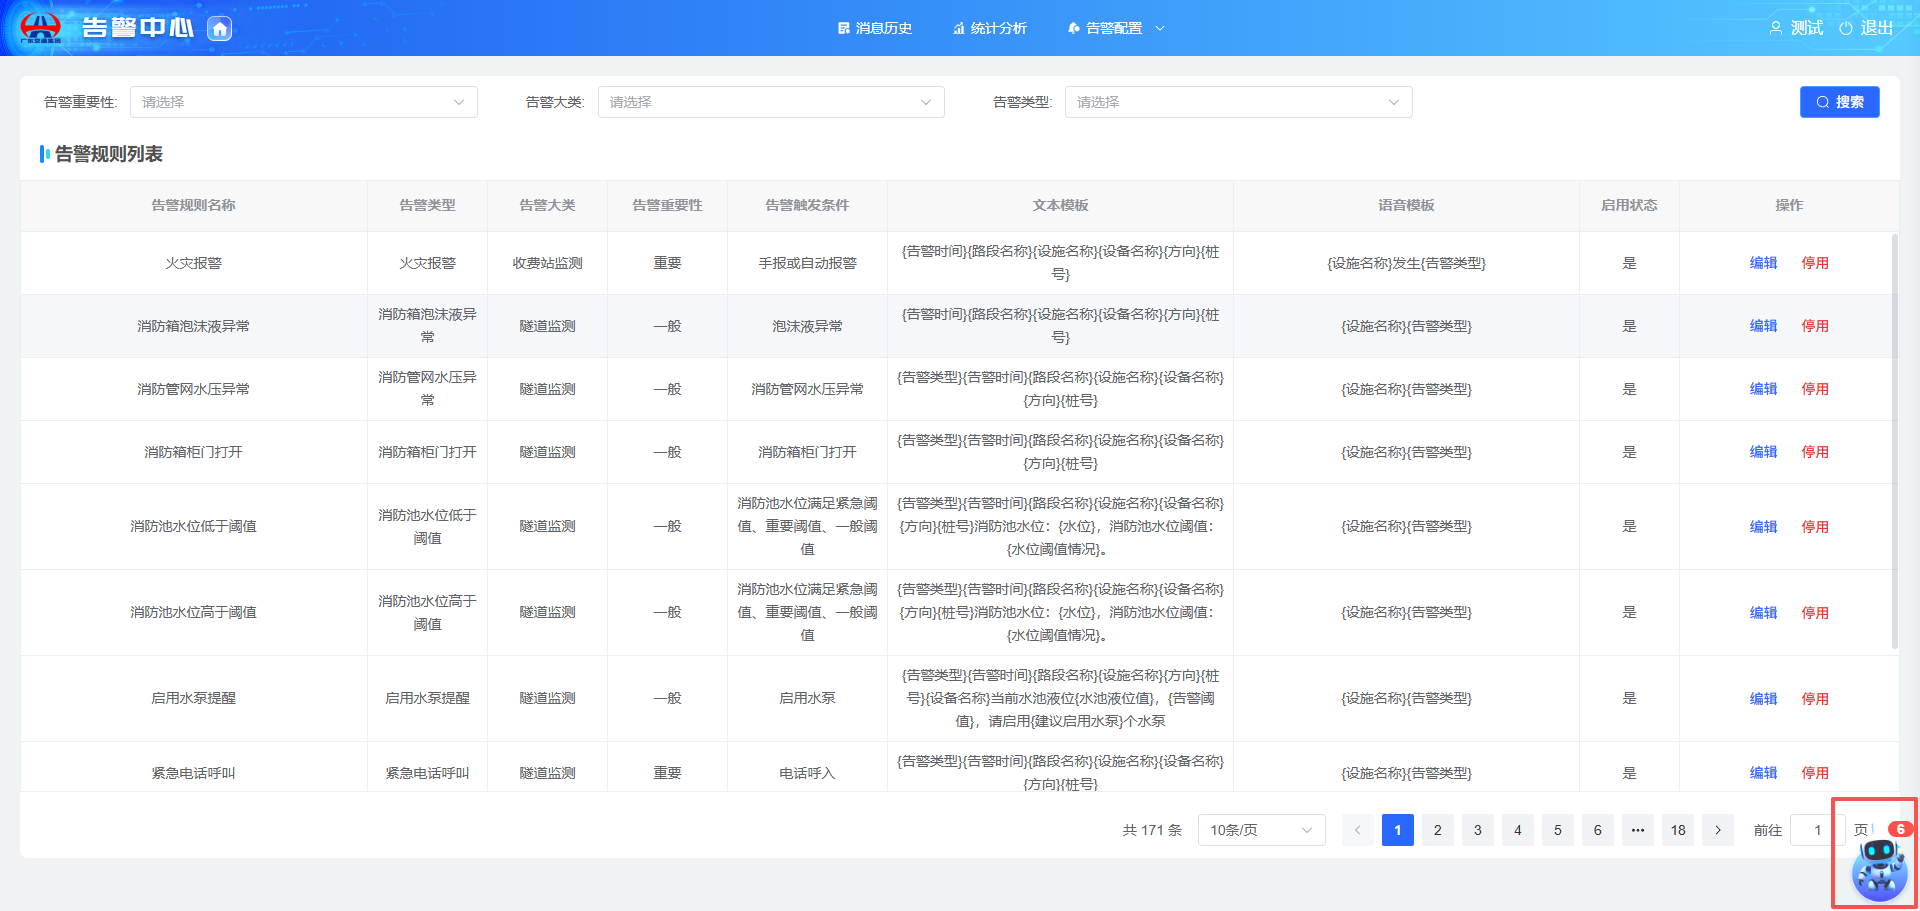 广东交通集团
告警中心
消息历史
统计分析
告警配置
测试
退出
告警重要性:
请选择
告警大类:
请选择
告警类型:
请选择
搜索
告警规则列表
告警规则名称
告警类型
告警大类
告警重要性
告警触发条件
文本模板
语音模板
启用状态
操作
火灾报警
火灾报警
收费站监测
重要
手报或自动报警
{告警时间}{路段名称}{设施名称}{设备名称}{方向}{桩
号}
{设施名称}发生{告警类型}
是
编辑
停用
消防箱泡沫液异常
消防箱泡沫液异
常
隧道监测
一般
泡沫液异常
{告警时间}{路段名称}{设施名称}{设备名称}{方向}{桩
号}
{设施名称}{告警类型}
是
编辑
停用
消防管网水压异常
消防管网水压异
常
隧道监测
一般
消防管网水压异常
{告警类型}{告警时间}{路段名称}{设施名称}{设备名称}
{方向}{桩号}
{设施名称}{告警类型}
是
编辑
停用
消防箱柜门打开
消防箱柜门打开
隧道监测
一般
消防箱柜门打开
{告警类型}{告警时间}{路段名称}{设施名称}{设备名称}
{方向}{桩号}
{设施名称}{告警类型}
是
编辑
停用
消防池水位低于阈值
消防池水位低于
阈值
隧道监测
一般
消防池水位满足紧急阈
值、重要阈值、一般阈
值
{告警类型}{告警时间}{路段名称}{设施名称}{设备名称}
{方向}{桩号}消防池水位：{水位}，消防池水位阈值：
{水位阈值情况}。
{设施名称}{告警类型}
是
编辑
停用
消防池水位高于阈值
消防池水位高于
阈值
隧道监测
一般
消防池水位满足紧急阈
值、重要阈值、一般阈
值
{告警类型}{告警时间}{路段名称}{设施名称}{设备名称}
{方向}{桩号}消防池水位：{水位}，消防池水位阈值：
{水位阈值情况}。
{设施名称}{告警类型}
是
编辑
停用
启用水泵提醒
启用水泵提醒
隧道监测
一般
启用水泵
{告警类型}{告警时间}{路段名称}{设施名称}{方向}{桩
号}{设备名称}当前水池液位{水池液位值}，{告警阈
值}，请启用{建议启用水泵}个水泵
{设施名称}{告警类型}
是
编辑
停用
紧急电话呼叫
紧急电话呼叫
隧道监测
重要
电话呼入
{告警类型}{告警时间}{路段名称}{设施名称}{设备名称}
{方向}{桩号}
{设施名称}{告警类型}
是
编辑
停用
共 171 条
10条/页
1
2
3
4
5
6
•••
18
前往
1
页
6